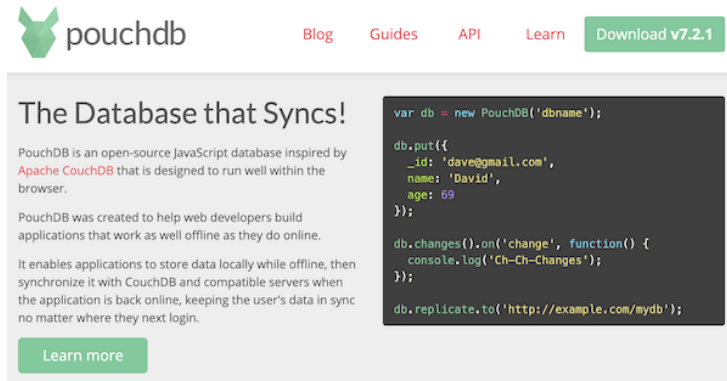 pouchdb
Blog
Guides
API
Learn
Download v7.2.1
The Database that Syncs!
PouchDB is an open-source JavaScript database inspired by
Apache CouchDB that is designed to run well within the
browser.
PouchDB was created to help web developers build
applications that work as well offline as they do online.
It enables applications to store data locally while offline, then
synchronize it with CouchDB and compatible servers when
the application is back online, keeping the user's data in sync
no matter where they next login.
Learn more
var db = new PouchDB('dbname');
db.put({
  _id: 'dave@gmail.com',
  name: 'David',
  age: 69
});
db.changes().on('change', function() {
  console.log('Ch-Ch-Changes');
});
db.replicate.to('http://example.com/mydb');